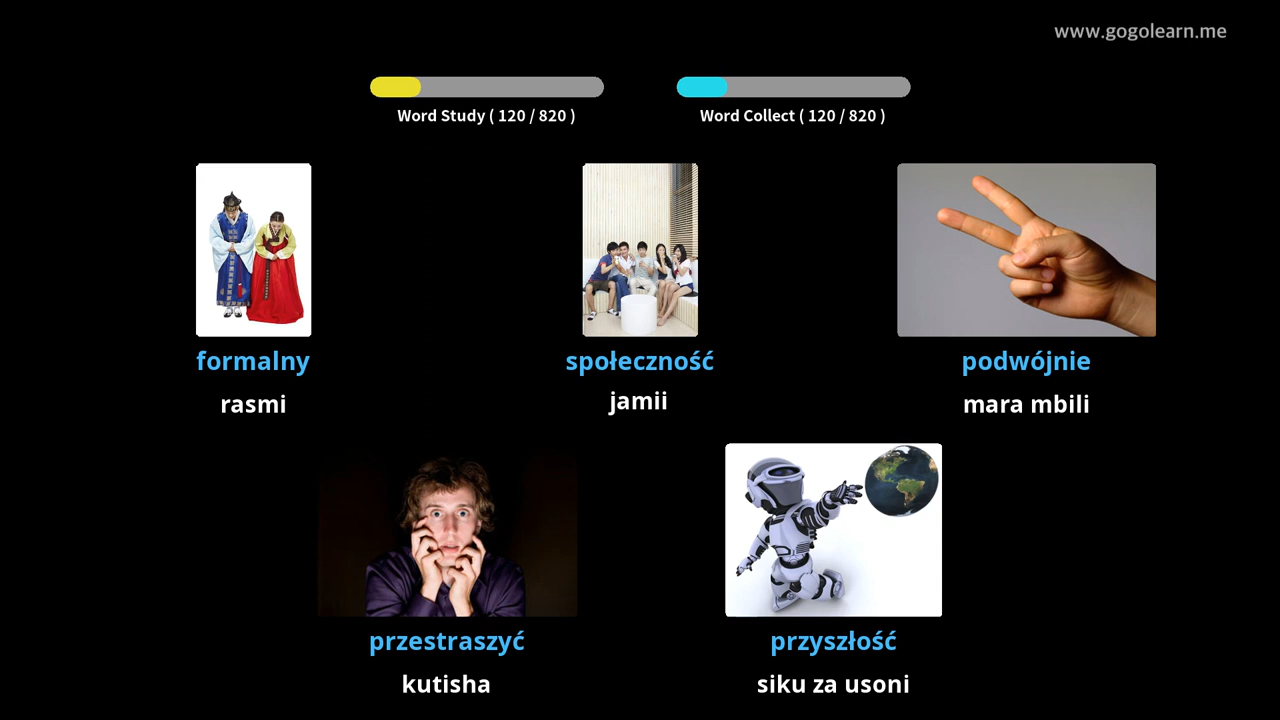 www.gogolearn.me
Word Study ( 120 / 820 )
Word Collect ( 120 / 820 )
formalny
rasmi
społeczność
jamii
podwójnie
mara mbili
przestraszyć
kutisha
przyszłość
siku za usoni